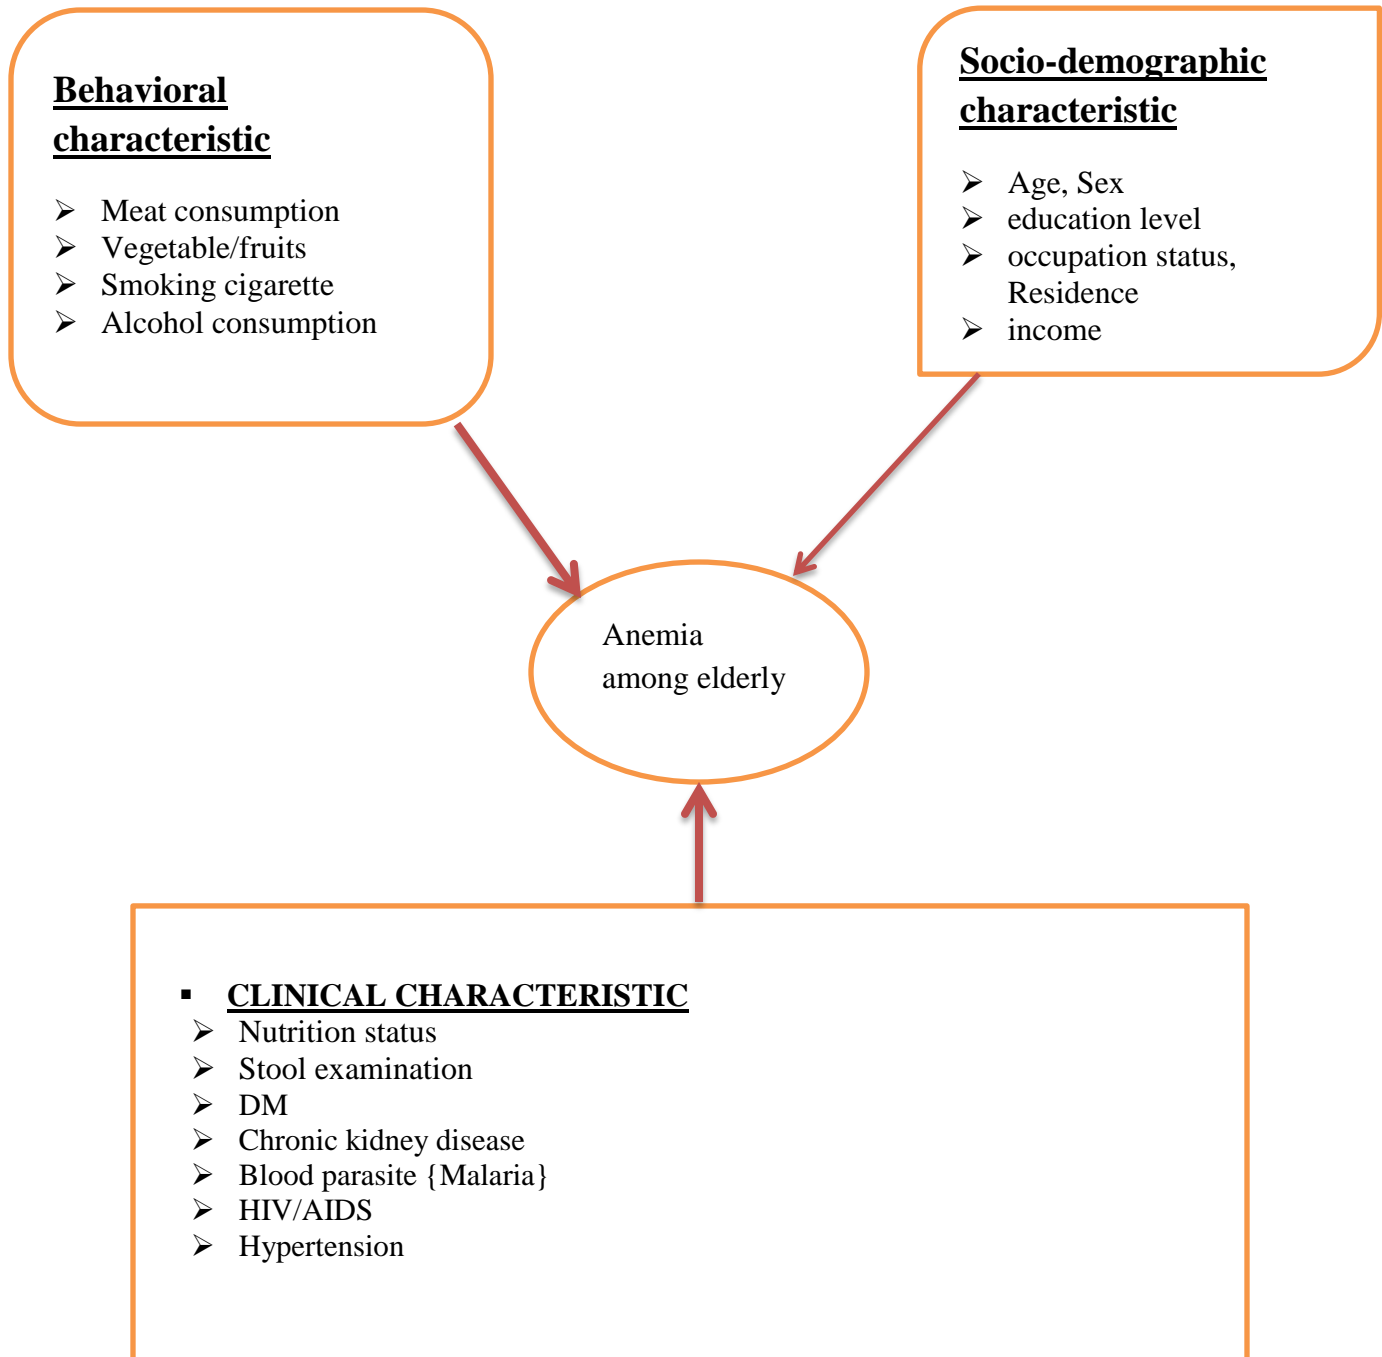 Behavioral
characteristic
➢ Meat consumption
➢ Vegetable/fruits
➢ Smoking cigarette
➢ Alcohol consumption
Socio-demographic
characteristic
➢ Age, Sex
➢ education level
➢ occupation status,
Residence
➢ income
Anemia
among elderly
▪ CLINICAL CHARACTERISTIC
➢ Nutrition status
➢ Stool examination
➢ DM
➢ Chronic kidney disease
➢ Blood parasite {Malaria}
➢ HIV/AIDS
➢ Hypertension